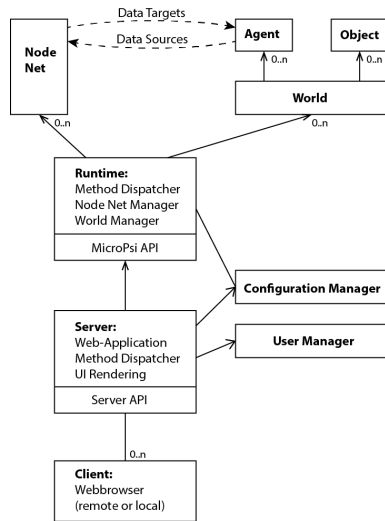 Data Targets
Node
Net
Data Sources
Agent
Object
0..n
0..n
World
0..n
0..n
Runtime:
Method Dispatcher
Node Net Manager
World Manager
MicroPsi API
Configuration Manager
Server:
Web-Application
Method Dispatcher
UI Rendering
User Manager
Server API
0..n
Client:
Webbrowser
(remote or local)